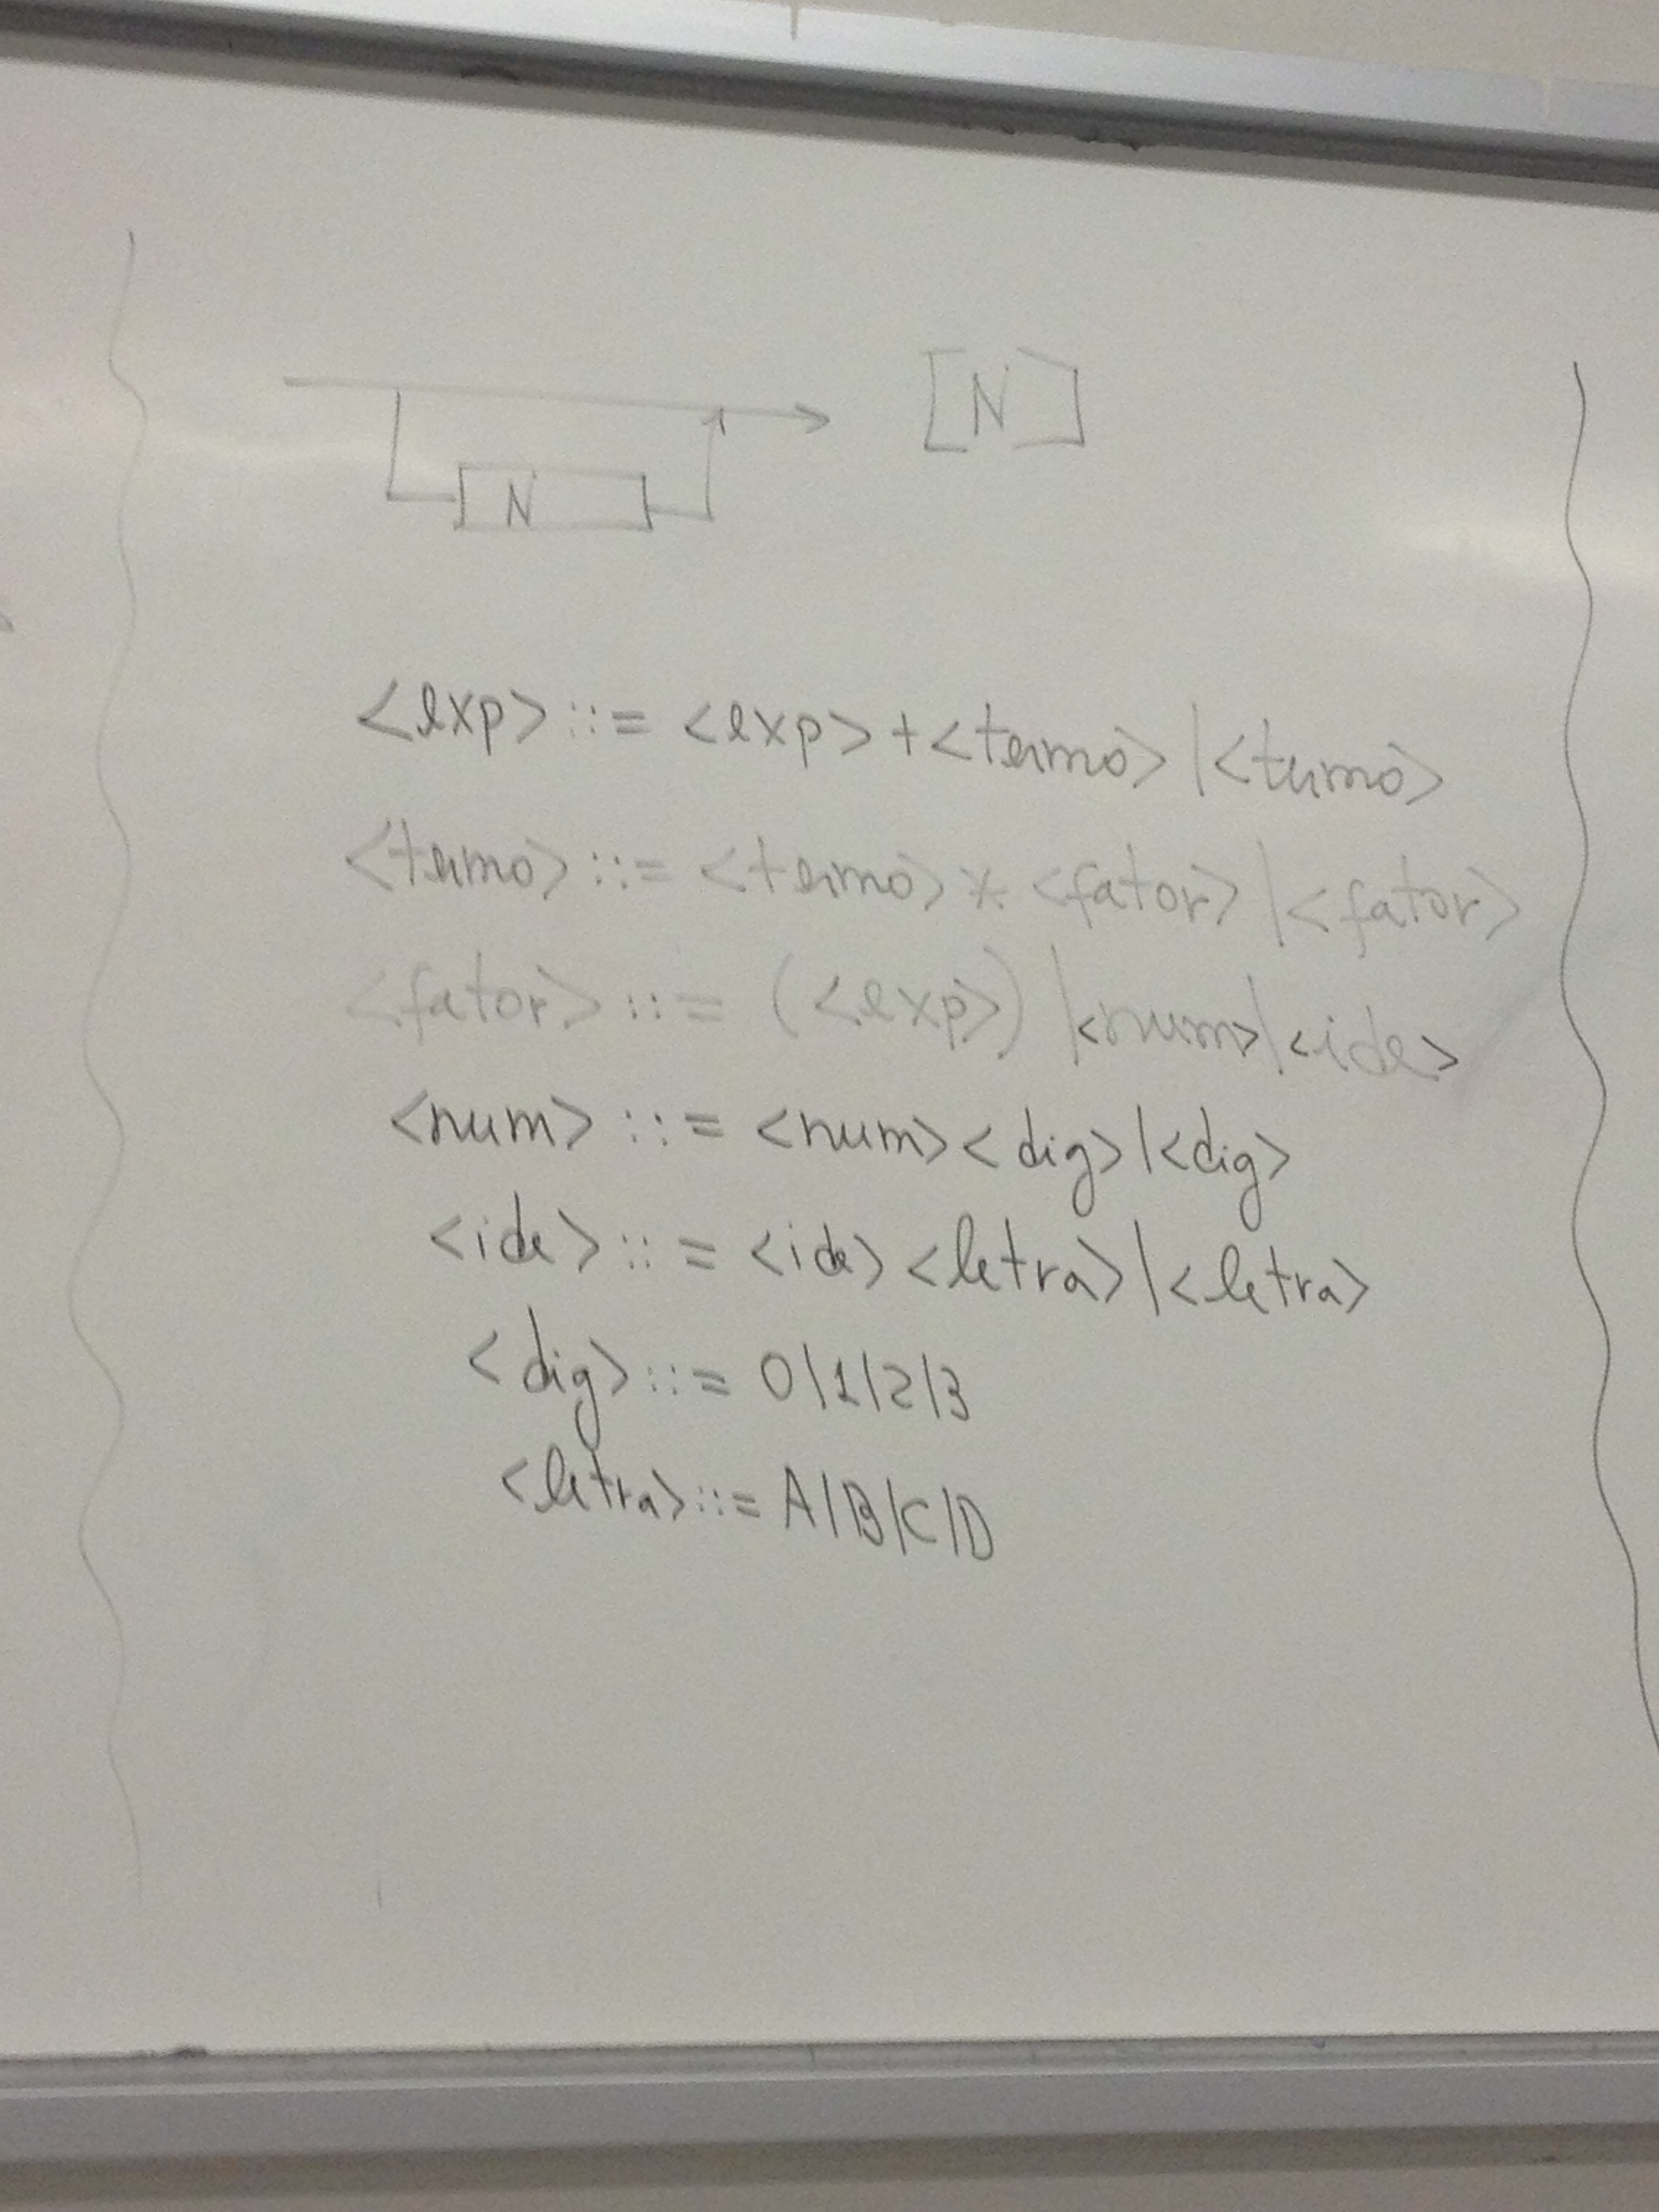 [N]
N
<exp> ::= <exp> + <termo> | <termo>
<termo> ::= <termo> * <fator> | <fator>
<fator> ::= (<exp>) | <num> | <ide>
<num> ::= <num> <dig> | <dig>
<ide> ::= <ide> <letra> | <letra>
<dig> ::= 0|1|2|3
<letra> ::= A|B|C|D